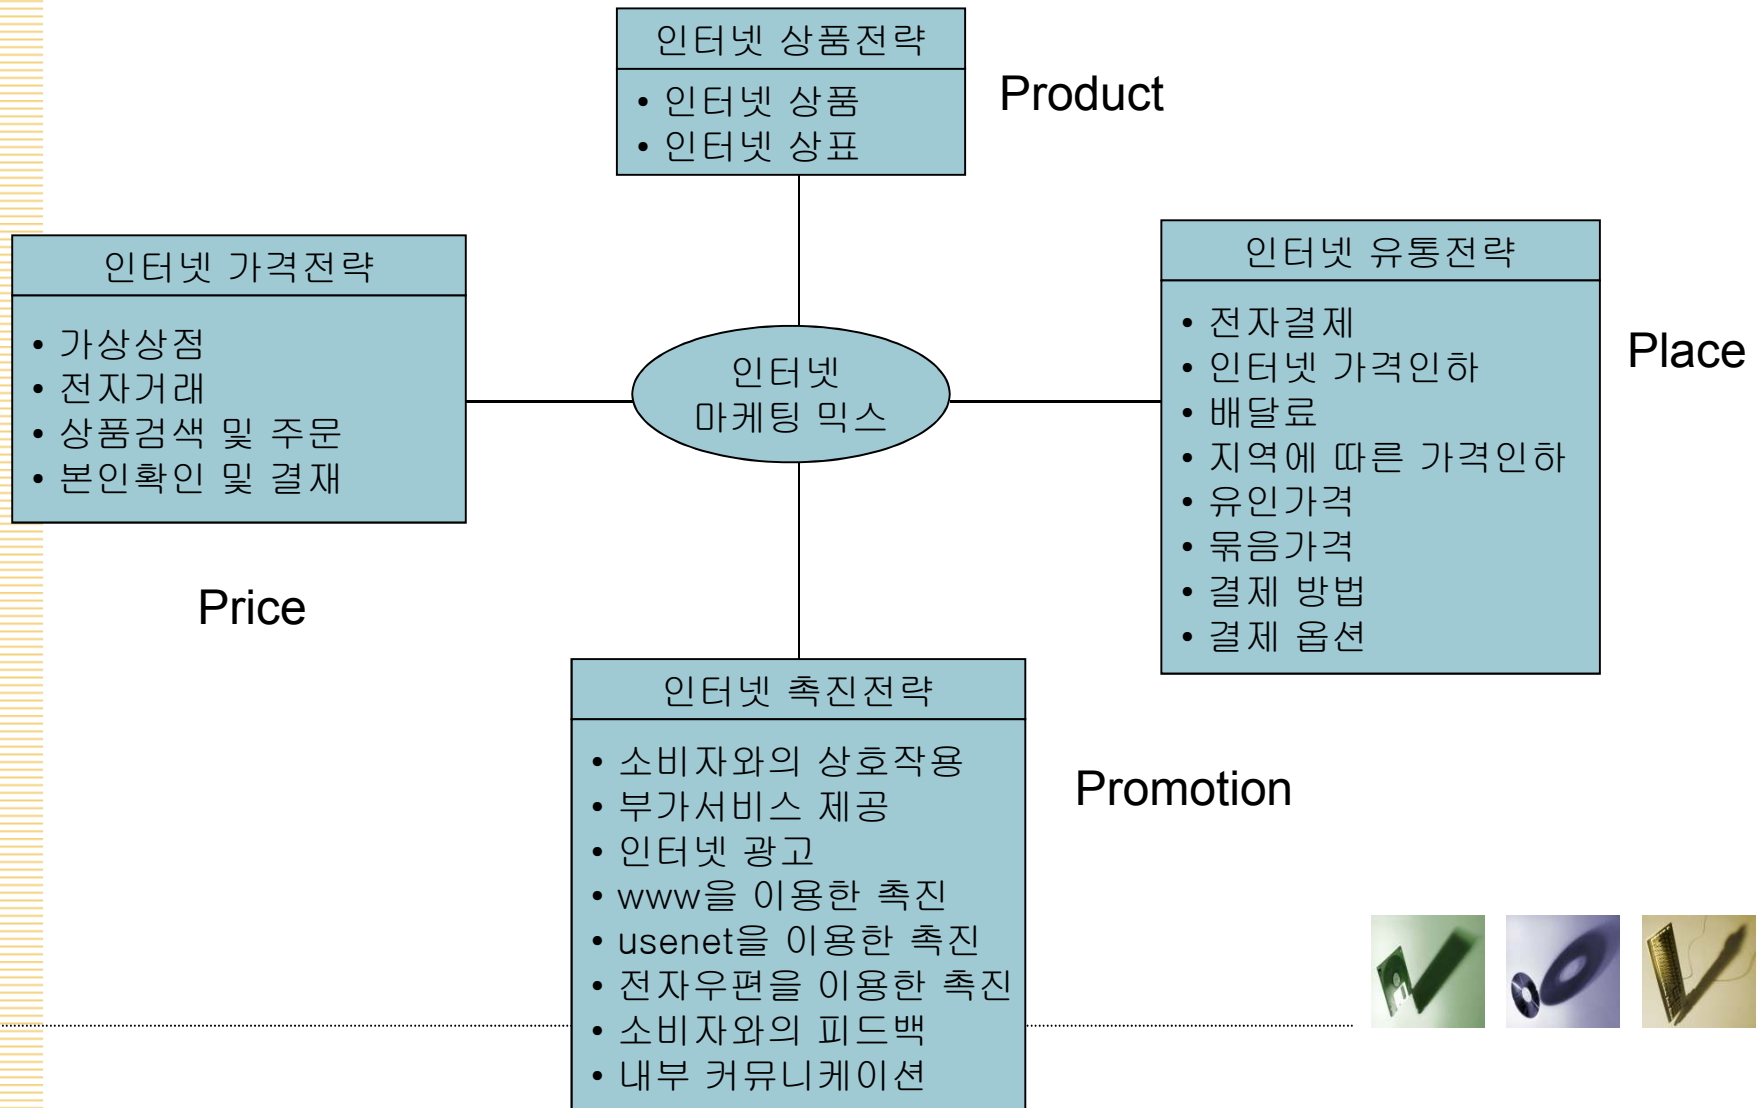 인터넷 상품전략
• 인터넷 상품
• 인터넷 상표
Product
인터넷 가격전략
• 가상상점
• 전자거래
• 상품검색 및 주문
• 본인확인 및 결재
Price
인터넷
마케팅 믹스
인터넷 유통전략
• 전자결제
• 인터넷 가격인하
• 배달료
• 지역에 따른 가격인하
• 유인가격
• 묶음가격
• 결제 방법
• 결제 옵션
Place
인터넷 촉진전략
• 소비자와의 상호작용
• 부가서비스 제공
• 인터넷 광고
• www을 이용한 촉진
• usenet을 이용한 촉진
• 전자우편을 이용한 촉진
• 소비자와의 피드백
• 내부 커뮤니케이션
Promotion